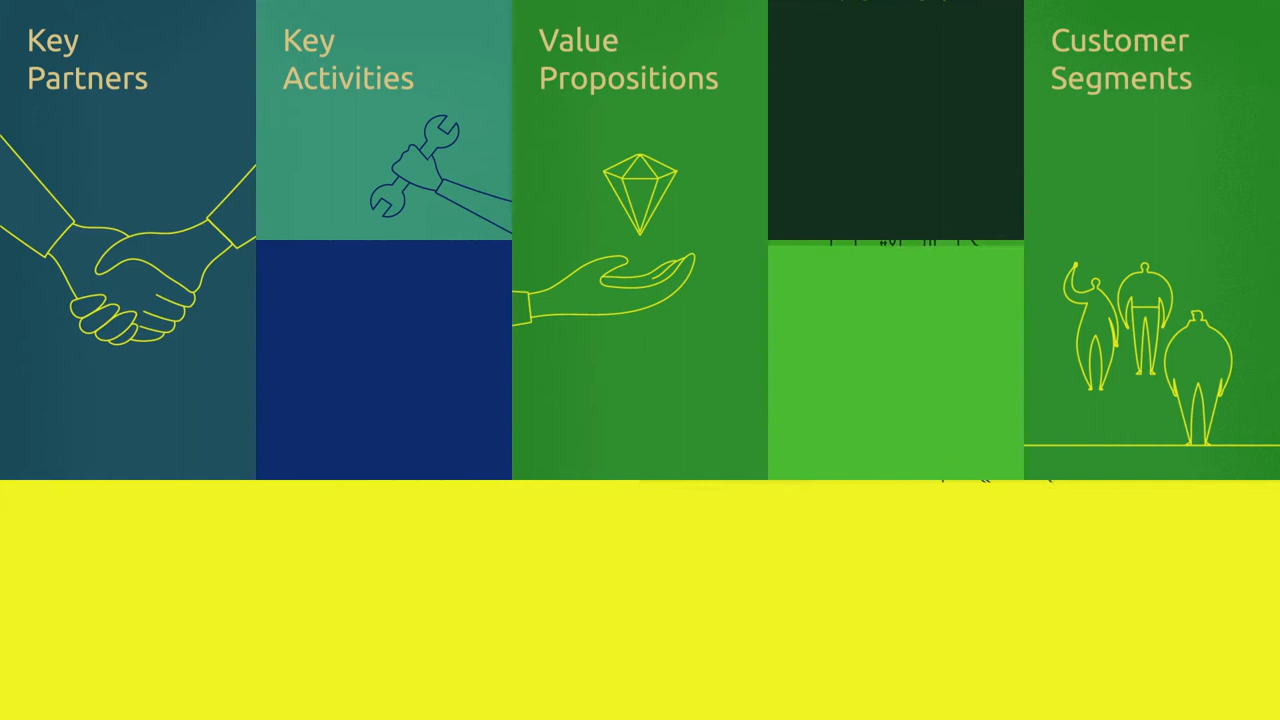 Key
Partners
Key
Activities
Value
Propositions
Customer
Segments